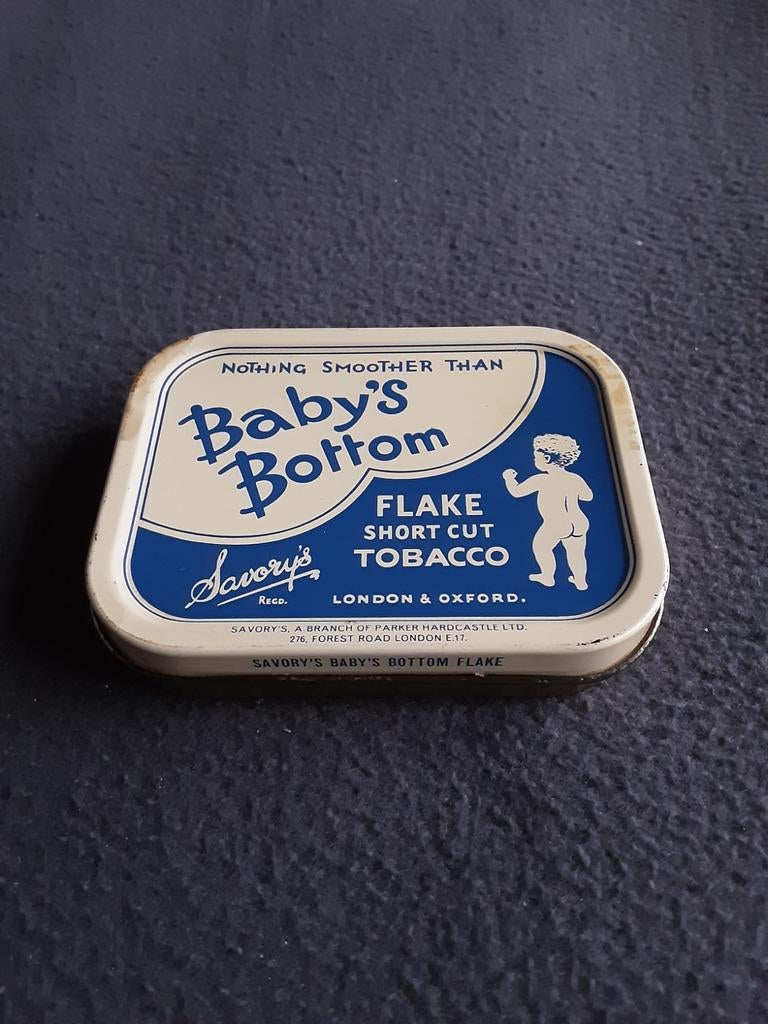 NOTHING SMOOTHER THAN
Baby's
Bottom
FLAKE
SHORT CUT
TOBACCO
Savory's
REGD.
LONDON & OXFORD.
SAVORY'S, A BRANCH OF PARKER HARDCASTLE LTD.
276, FOREST ROAD LONDON E.17.
SAVORY'S BABY'S BOTTOM FLAKE